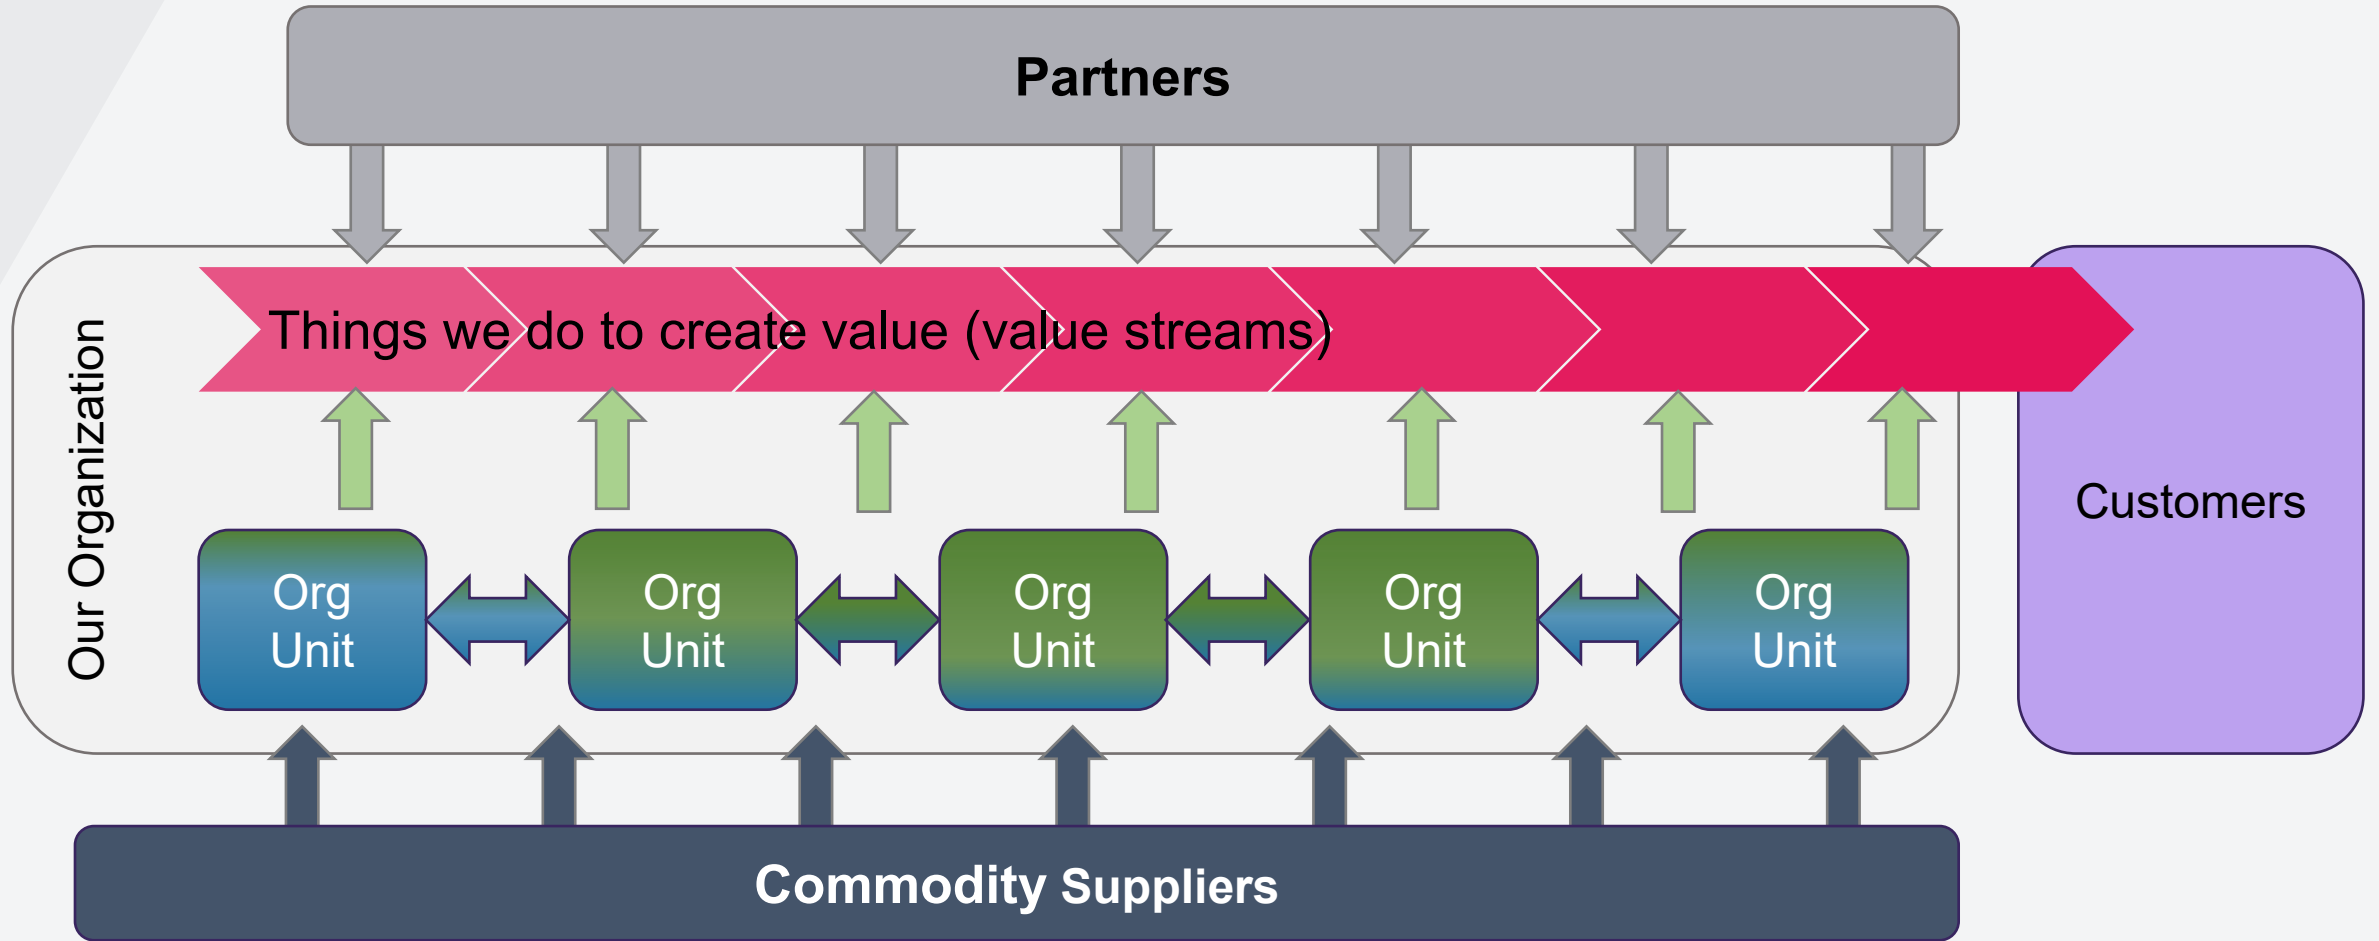 Partners
Things we do to create value (value streams)
Our Organization
Customers
Org
Unit
Org
Unit
Org
Unit
Org
Unit
Org
Unit
Commodity Suppliers